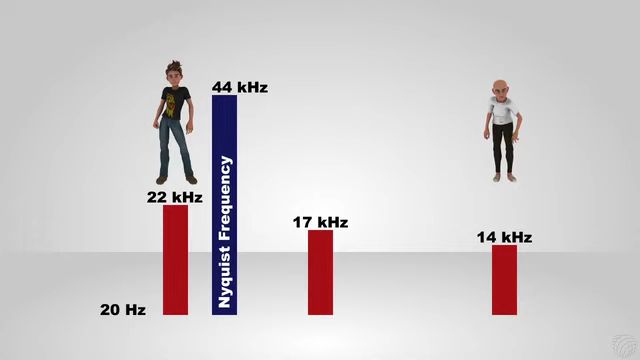 44 kHz
22 kHz
Nyquist Frequency
17 kHz
14 kHz
20 Hz